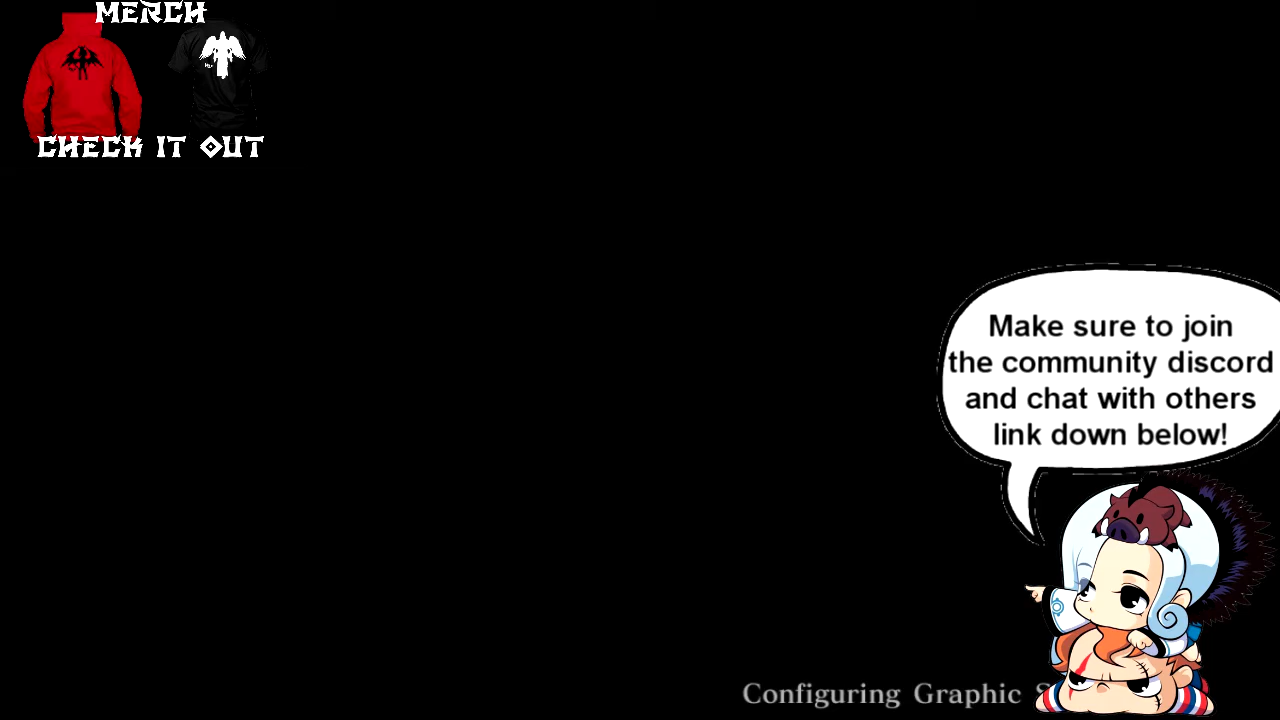 MERCH
CHECK IT OUT
Make sure to join
the community discord
and chat with others
link down below!
Configuring Graphic